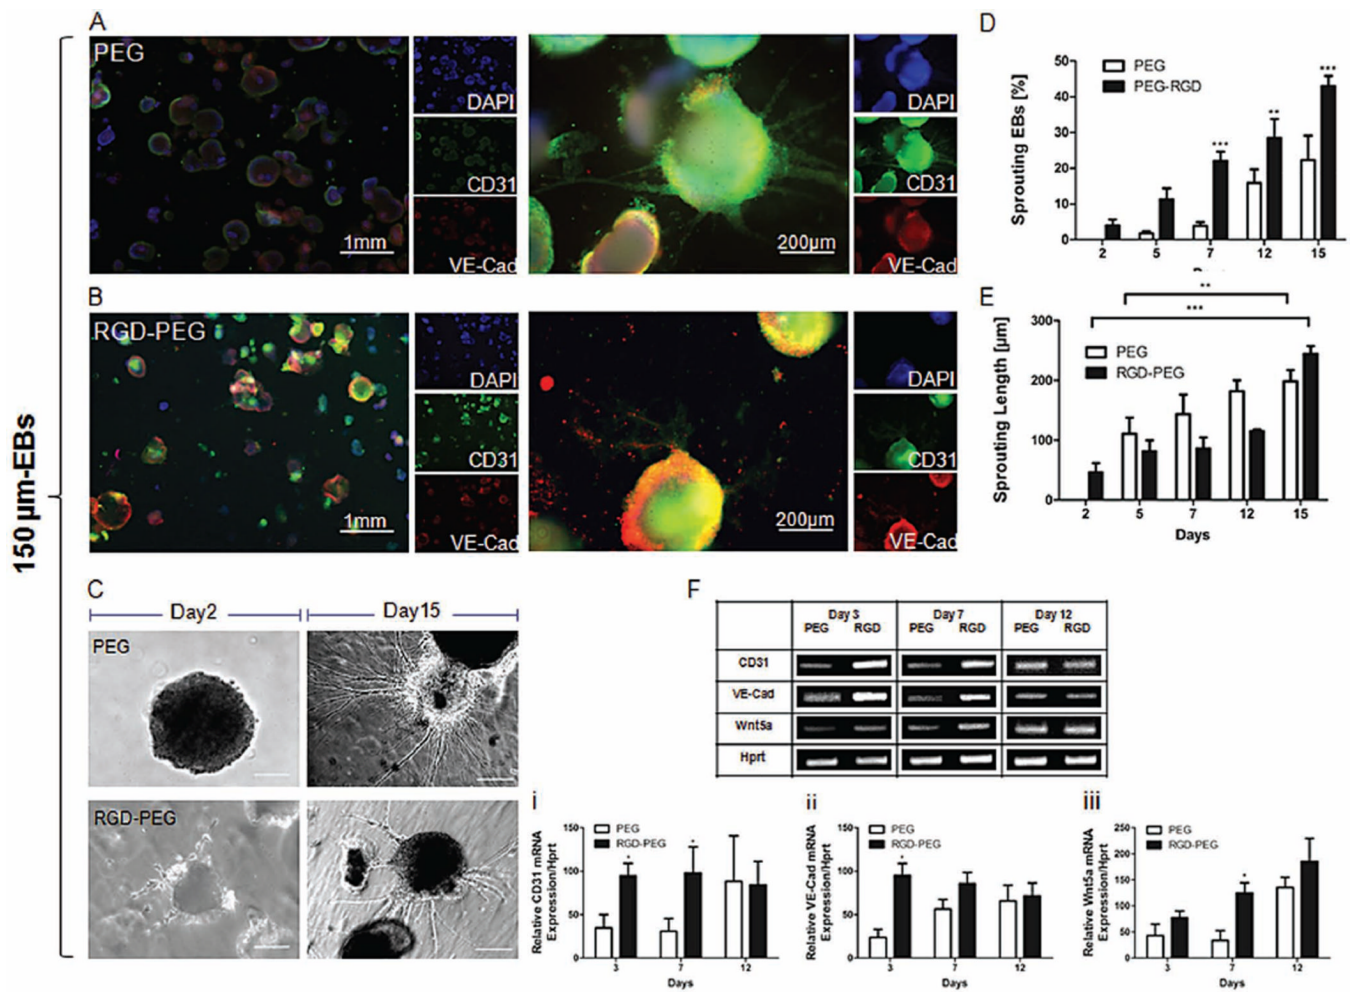 150 µm-EBs
A
PEG
DAPI
CD31
1mm
VE-Cad
200µm
DAPI
CD31
VE-Cad
B
RGD-PEG
DAPI
CD31
1mm
VE-Cad
200µm
DAPI
CD31
VE-Cad
C
Day2
Day15
PEG
RGD-PEG
D
Sprouting EBs [%]
50
40
30
20
10
0
PEG
PEG-RGD
***
**
***
2 5 7 12 15
E
Sprouting Length [µm]
300
200
100
0
**
***
PEG
RGD-PEG
2 5 7 12 15
Days
F
Day 3 Day 7 Day 12
PEG RGD PEG RGD PEG RGD
CD31
VE-Cad
Wnt5a
Hprt
i
Relative CD31 mRNA
Expression/Hprt
150
100
50
0
PEG
RGD-PEG
* *
3 7 12
Days
ii
Relative VE-Cad mRNA
Expression/Hprt
150
100
50
0
PEG
RGD-PEG
*
3 7 12
Days
iii
Relative Wnt5a mRNA
Expression/Hprt
250
200
150
100
50
0
PEG
RGD-PEG
*
3 7 12
Days